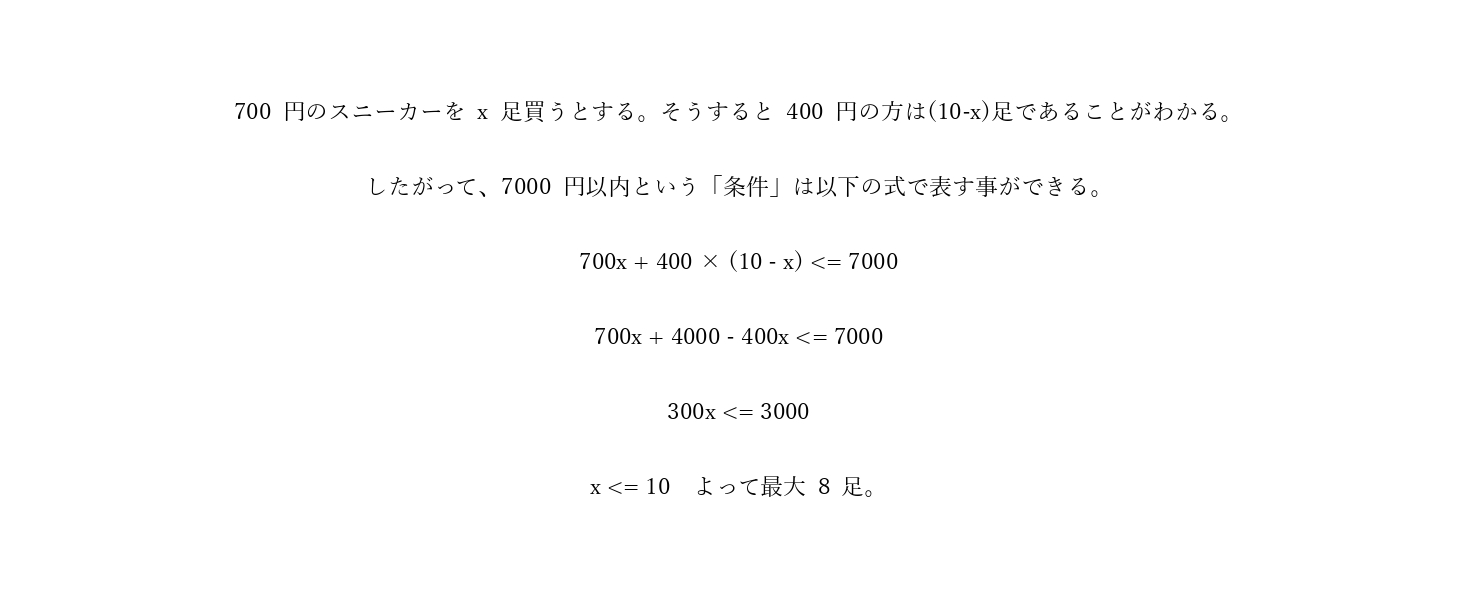 700 円のスニーカーを x 足買うとする。そうすると 400 円の方は(10-x)足であることがわかる。
したがって、7000 円以内という「条件」は以下の式で表す事ができる。
700x + 400 × (10 - x) <= 7000
700x + 4000 - 400x <= 7000
300x <= 3000
x <= 10　よって最大 8 足。